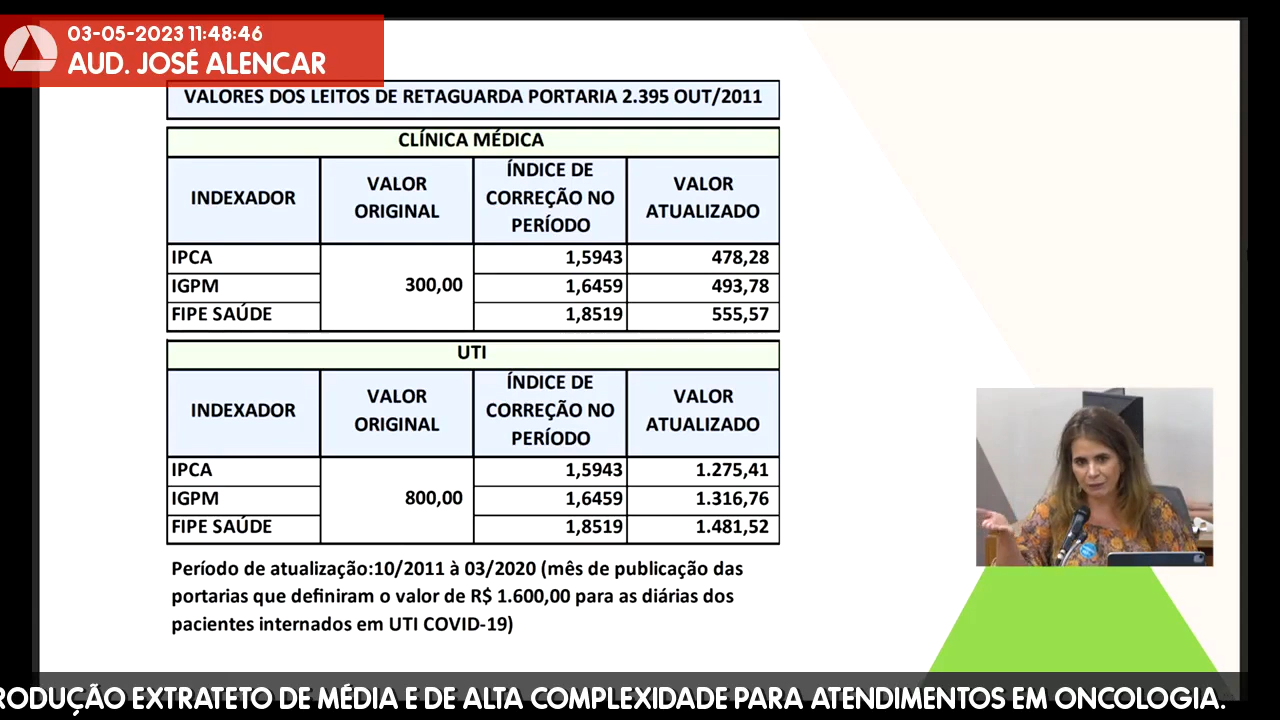 03-05-2023 11:48:46
AUD. JOSÉ ALENCAR
VALORES DOS LEITOS DE RETAGUARDA PORTARIA 2.395 OUT/2011
CLÍNICA MÉDICA
INDEXADOR
VALOR
ORIGINAL
ÍNDICE DE
CORREÇÃO NO
PERÍODO
VALOR
ATUALIZADO
IPCA 300,00 1,5943 478,28
IGPM 1,6459 493,78
FIPE SAÚDE 1,8519 555,57
UTI
INDEXADOR
VALOR
ORIGINAL
ÍNDICE DE
CORREÇÃO NO
PERÍODO
VALOR
ATUALIZADO
IPCA 800,00 1,5943 1.275,41
IGPM 1,6459 1.316,76
FIPE SAÚDE 1,8519 1.481,52
Período de atualização:10/2011 à 03/2020 (mês de publicação das
portarias que definiram o valor de R$ 1.600,00 para as diárias dos
pacientes internados em UTI COVID-19)
RODUÇÃO EXTRATETO DE MÉDIA E DE ALTA COMPLEXIDADE PARA ATENDIMENTOS EM ONCOLOGIA.